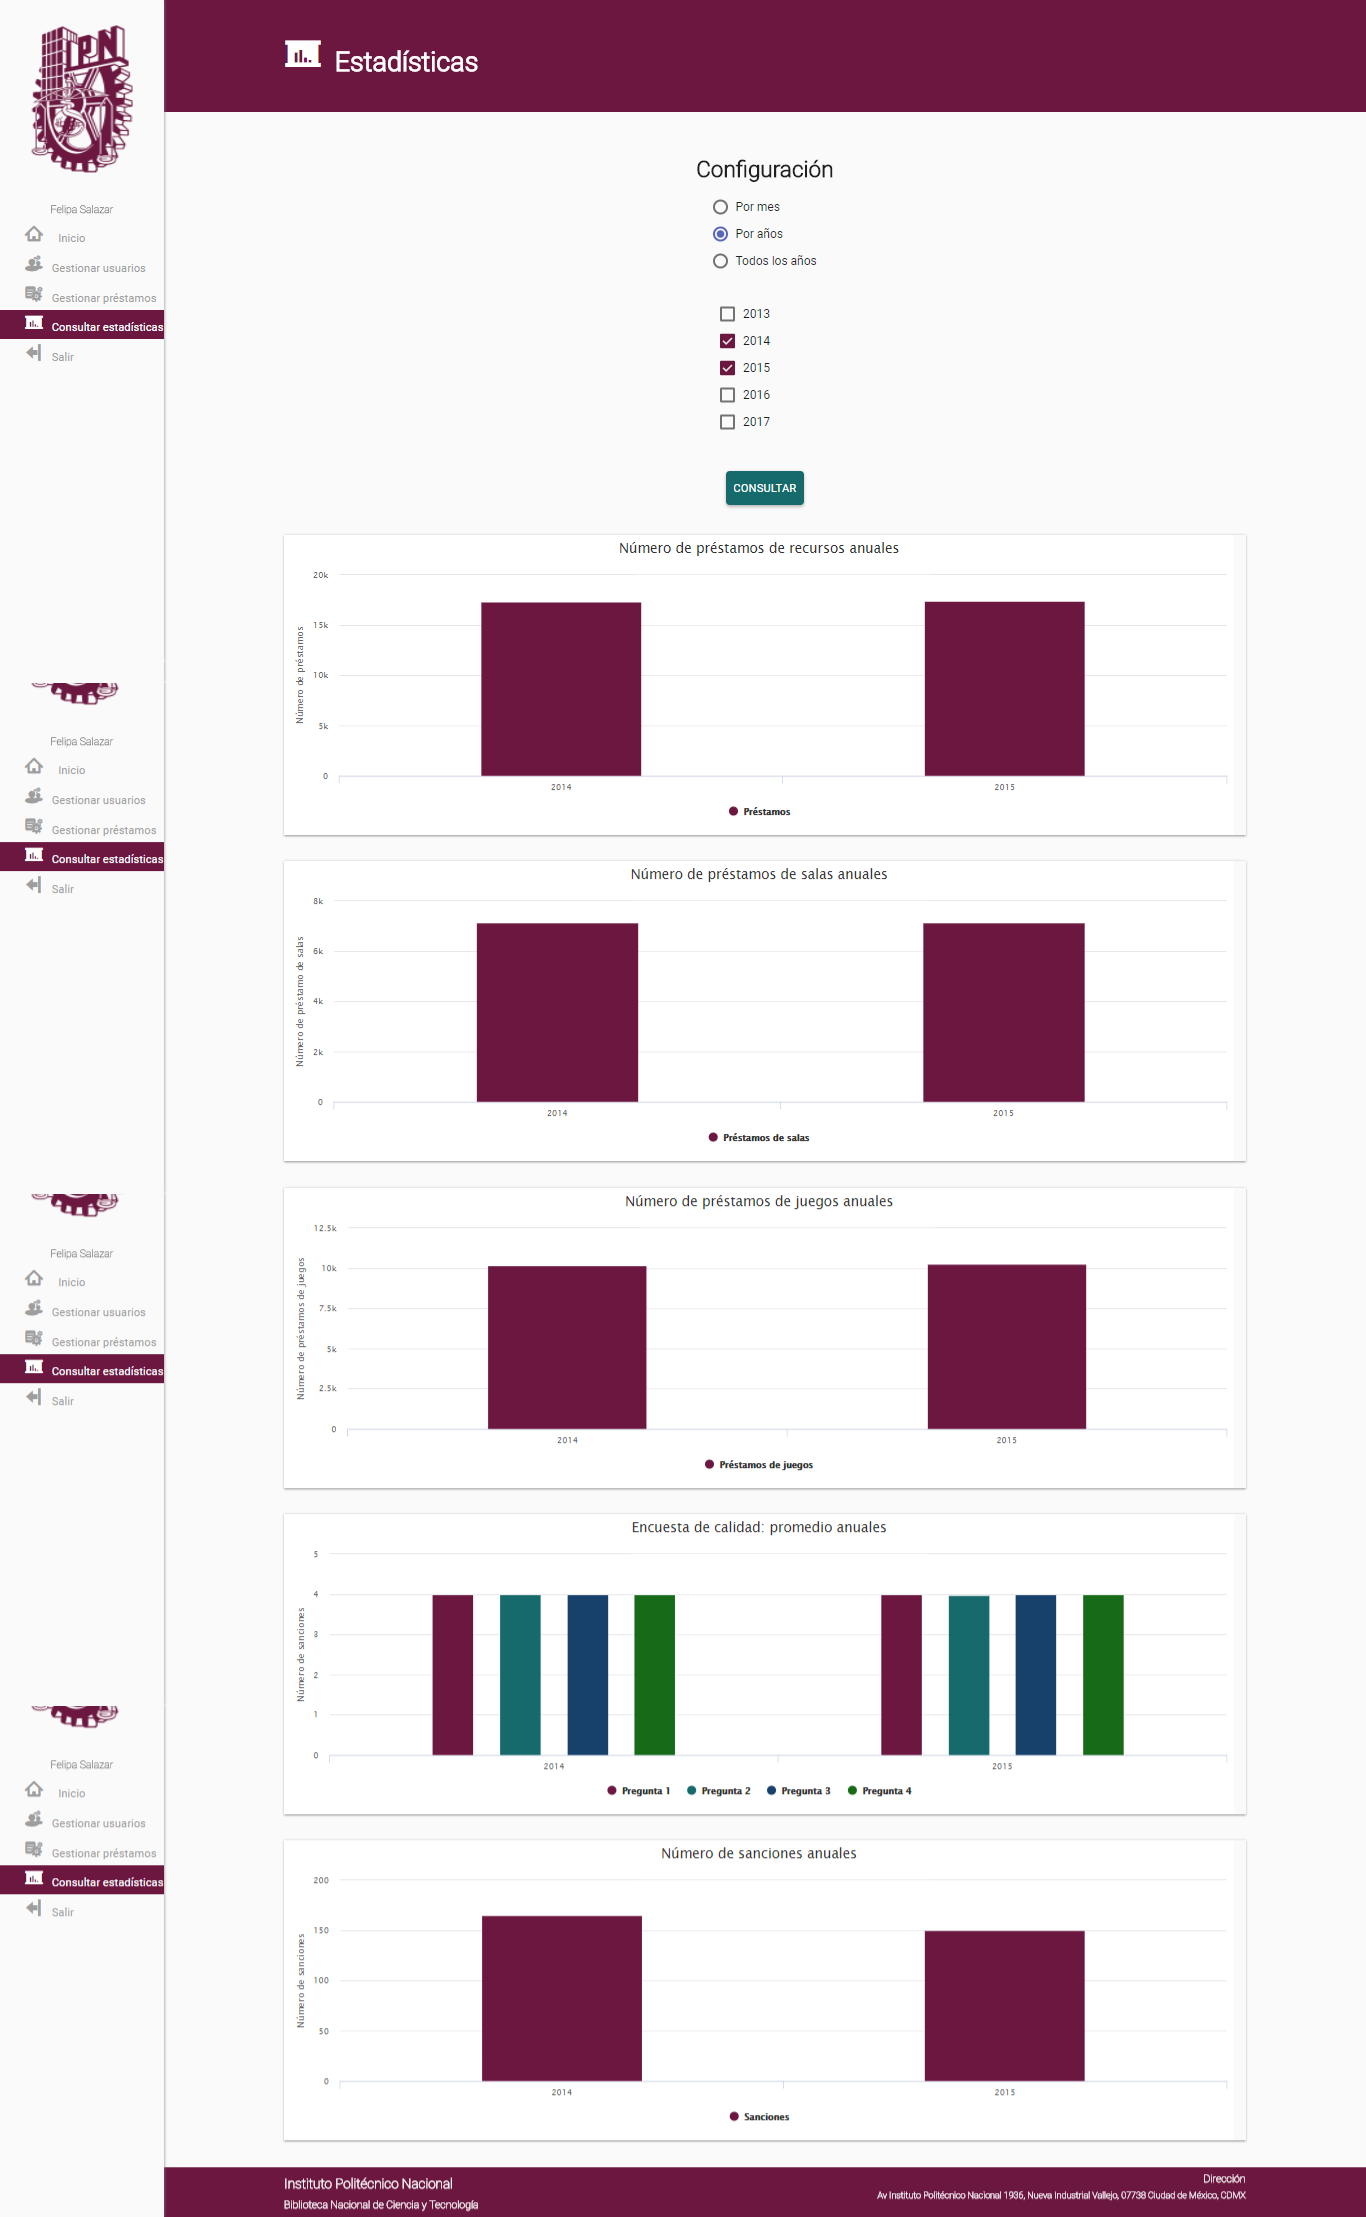 IPN
Estadísticas
Felipa Salazar
Inicio
Gestionar usuarios
Gestionar préstamos
Consultar estadísticas
Salir
Configuración
Por mes
Por años
Todos los años
2013
2014
2015
2016
2017
CONSULTAR
Número de préstamos de recursos anuales
Número de préstamos
20k
15k
10k
5k
0
2014
2015
Préstamos
Felipa Salazar
Inicio
Gestionar usuarios
Gestionar préstamos
Consultar estadísticas
Salir
Número de préstamos de salas anuales
Número de préstamo de salas
8k
6k
4k
2k
0
2014
2015
Préstamos de salas
Felipa Salazar
Inicio
Gestionar usuarios
Gestionar préstamos
Consultar estadísticas
Salir
Número de préstamos de juegos anuales
Número de préstamos de juegos
12.5k
10k
7.5k
5k
2.5k
0
2014
2015
Préstamos de juegos
Encuesta de calidad: promedio anuales
Número de sanciones
5
4
3
2
1
0
2014
2015
Pregunta 1
Pregunta 2
Pregunta 3
Pregunta 4
Felipa Salazar
Inicio
Gestionar usuarios
Gestionar préstamos
Consultar estadísticas
Salir
Número de sanciones anuales
Número de sanciones
200
150
100
50
0
2014
2015
Sanciones
Instituto Politécnico Nacional
Biblioteca Nacional de Ciencia y Tecnología
Dirección
Av Instituto Politécnico Nacional 1936, Nueva Industrial Vallejo, 07738 Ciudad de México, CDMX